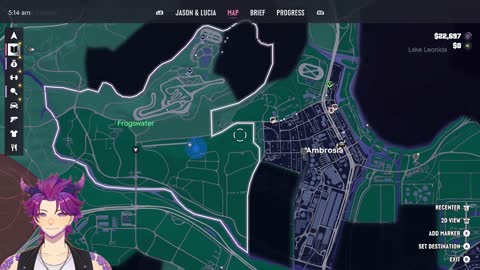 5:14 am
JASON & LUCIA MAP BRIEF PROGRESS
$22,697
$0
Lake Leonida
Frogswater
Ambrosia
RECENTER
2D VIEW
ADD MARKER
SET DESTINATION
EXIT